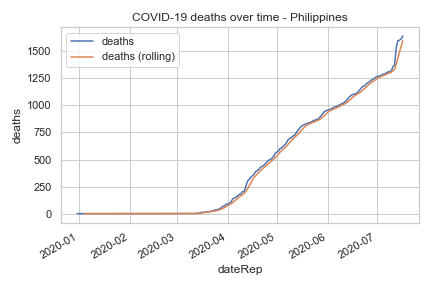 COVID-19 deaths over time - Philippines
deaths
deaths (rolling)
deaths
1500
1250
1000
750
500
250
0
2020-01
2020-02
2020-03
2020-04
2020-05
2020-06
2020-07
dateRep